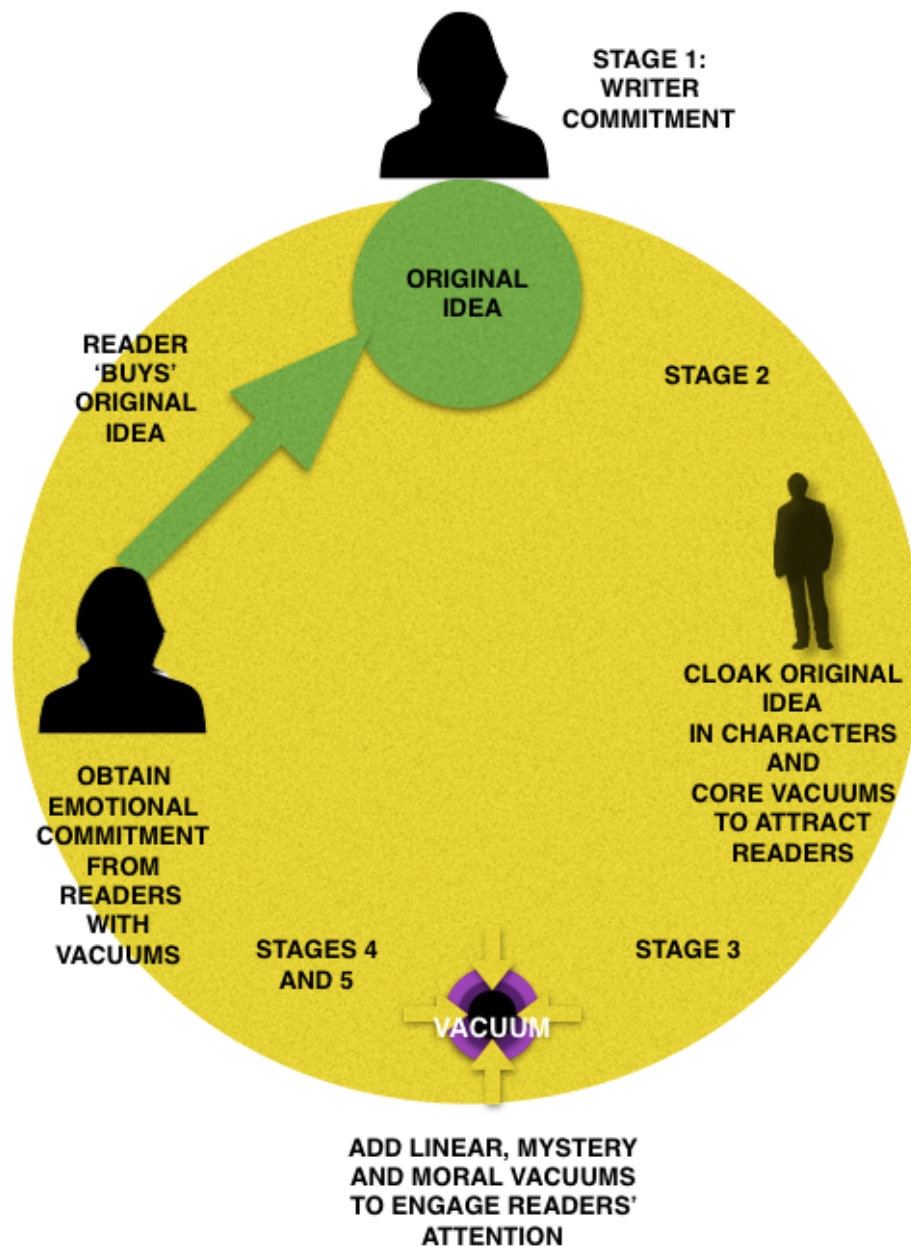 STAGE 1:
WRITER
COMMITMENT
ORIGINAL
IDEA
READER
‘BUYS’
ORIGINAL
IDEA
STAGE 2
CLOAK ORIGINAL
IDEA
IN CHARACTERS
AND
CORE VACUUMS
TO ATTRACT
READERS
OBTAIN
EMOTIONAL
COMMITMENT
FROM
READERS
WITH
VACUUMS
STAGES 4
AND 5
STAGE 3
VACUUM
ADD LINEAR, MYSTERY
AND MORAL VACUUMS
TO ENGAGE READERS’
ATTENTION